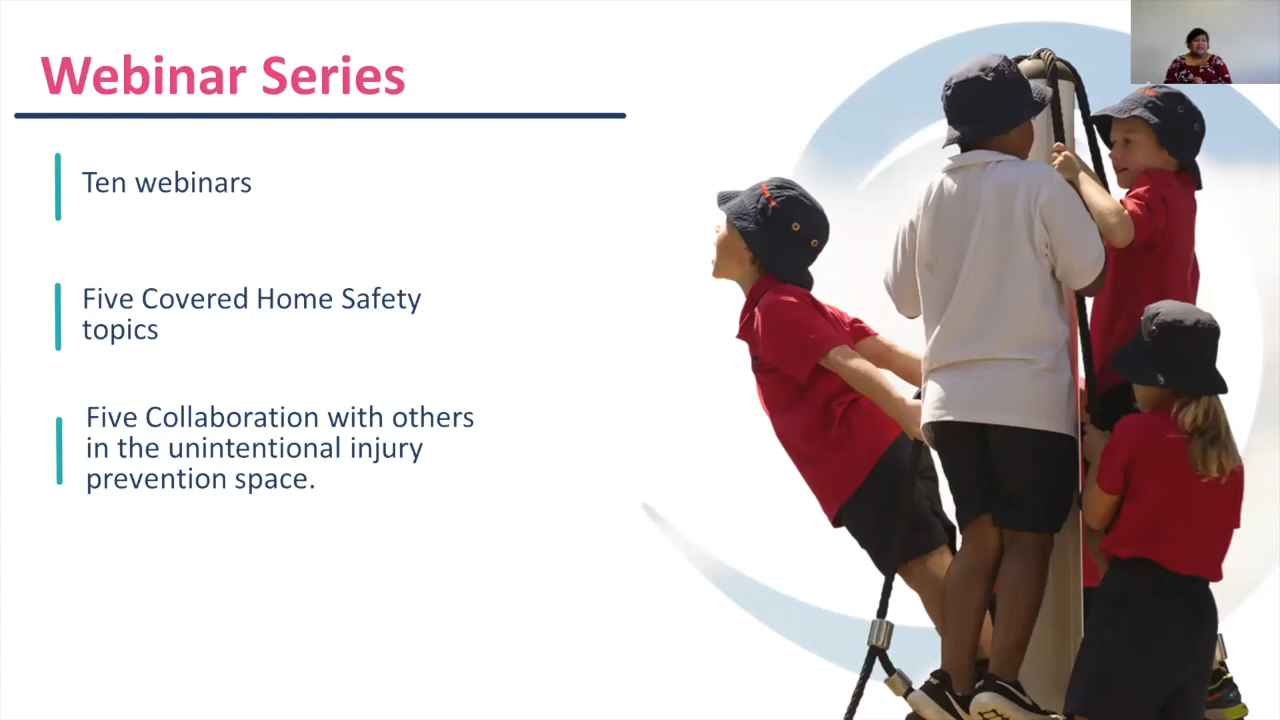 Webinar Series
Ten webinars
Five Covered Home Safety
topics
Five Collaboration with others
in the unintentional injury
prevention space.